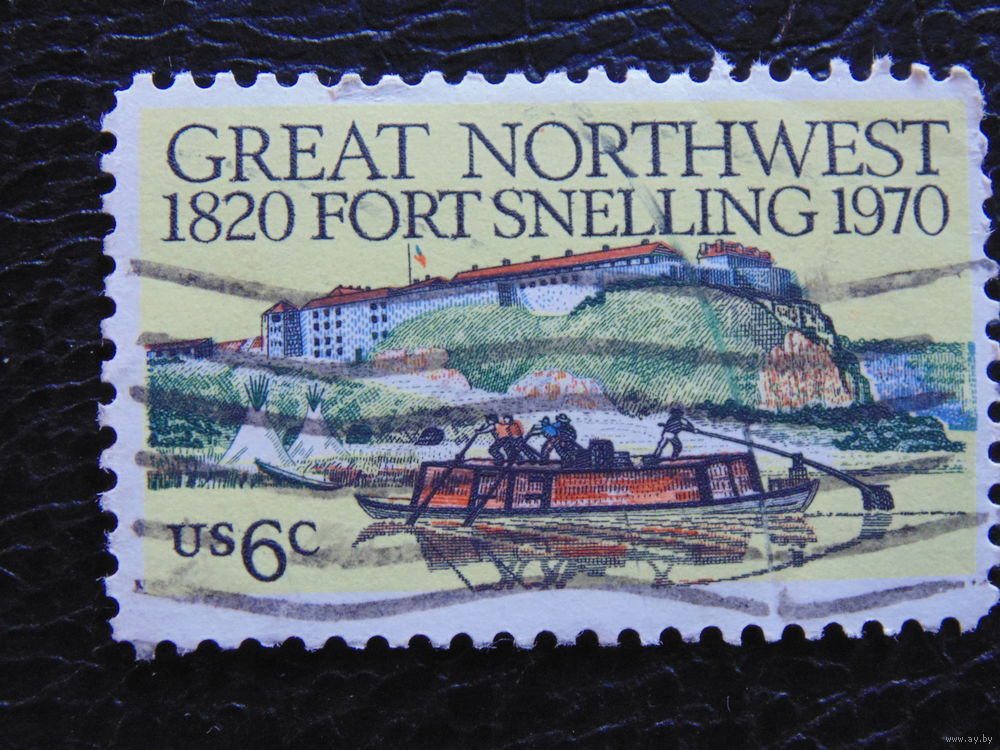 GREAT NORTHWEST
1820 FORT SNELLING 1970
US 6C
www.ay.by